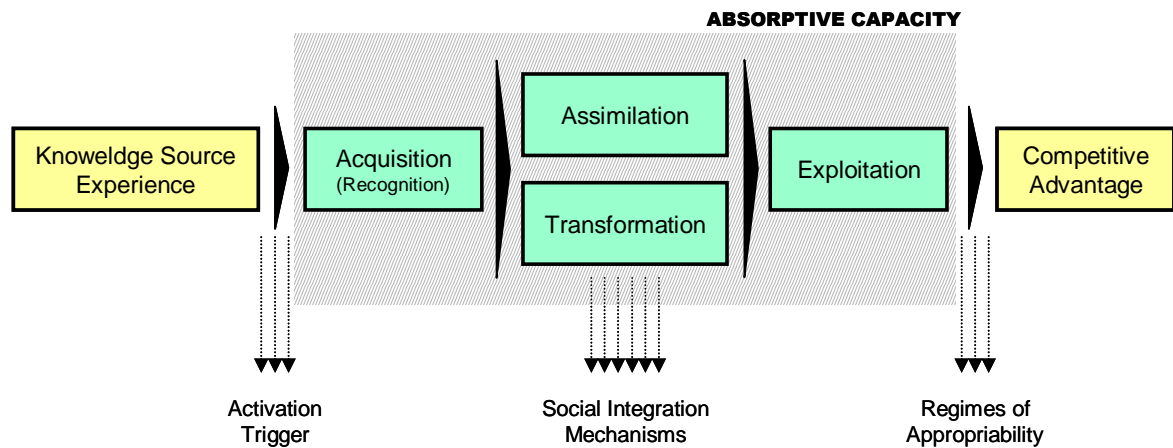 ABSORPTIVE CAPACITY
Knoweldge Source
Experience
Acquisition
(Recognition)
Assimilation
Transformation
Exploitation
Competitive
Advantage
Activation
Trigger
Social Integration
Mechanisms
Regimes of
Appropriability